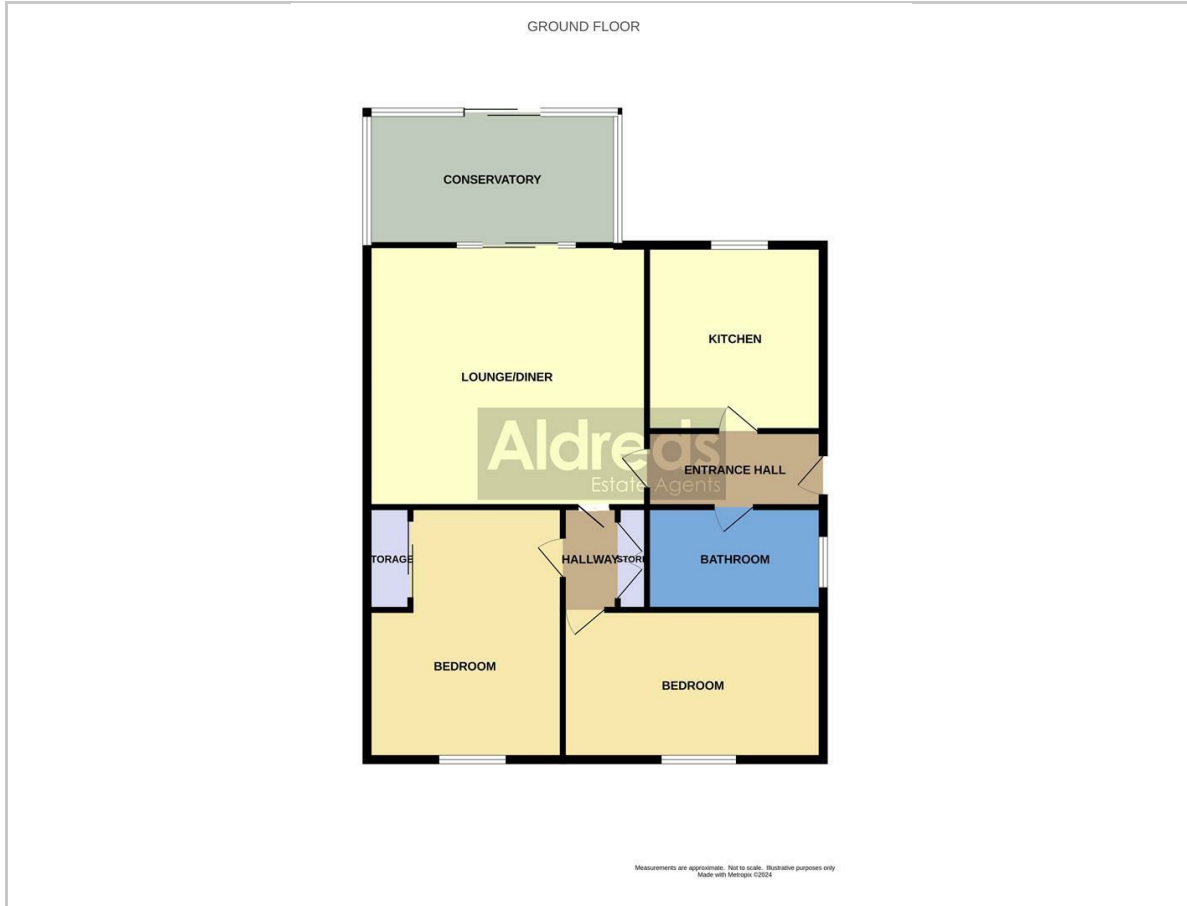 GROUND FLOOR
CONSERVATORY
KITCHEN
LOUNGE/DINER
Aldreds
Estate Agents
ENTRANCE HALL
TORAGE
HALLWAY
STOR
BATHROOM
BEDROOM
BEDROOM
Measurements are approximate. Not to scale. Illustrative purposes only
Made with Metropix ©2024